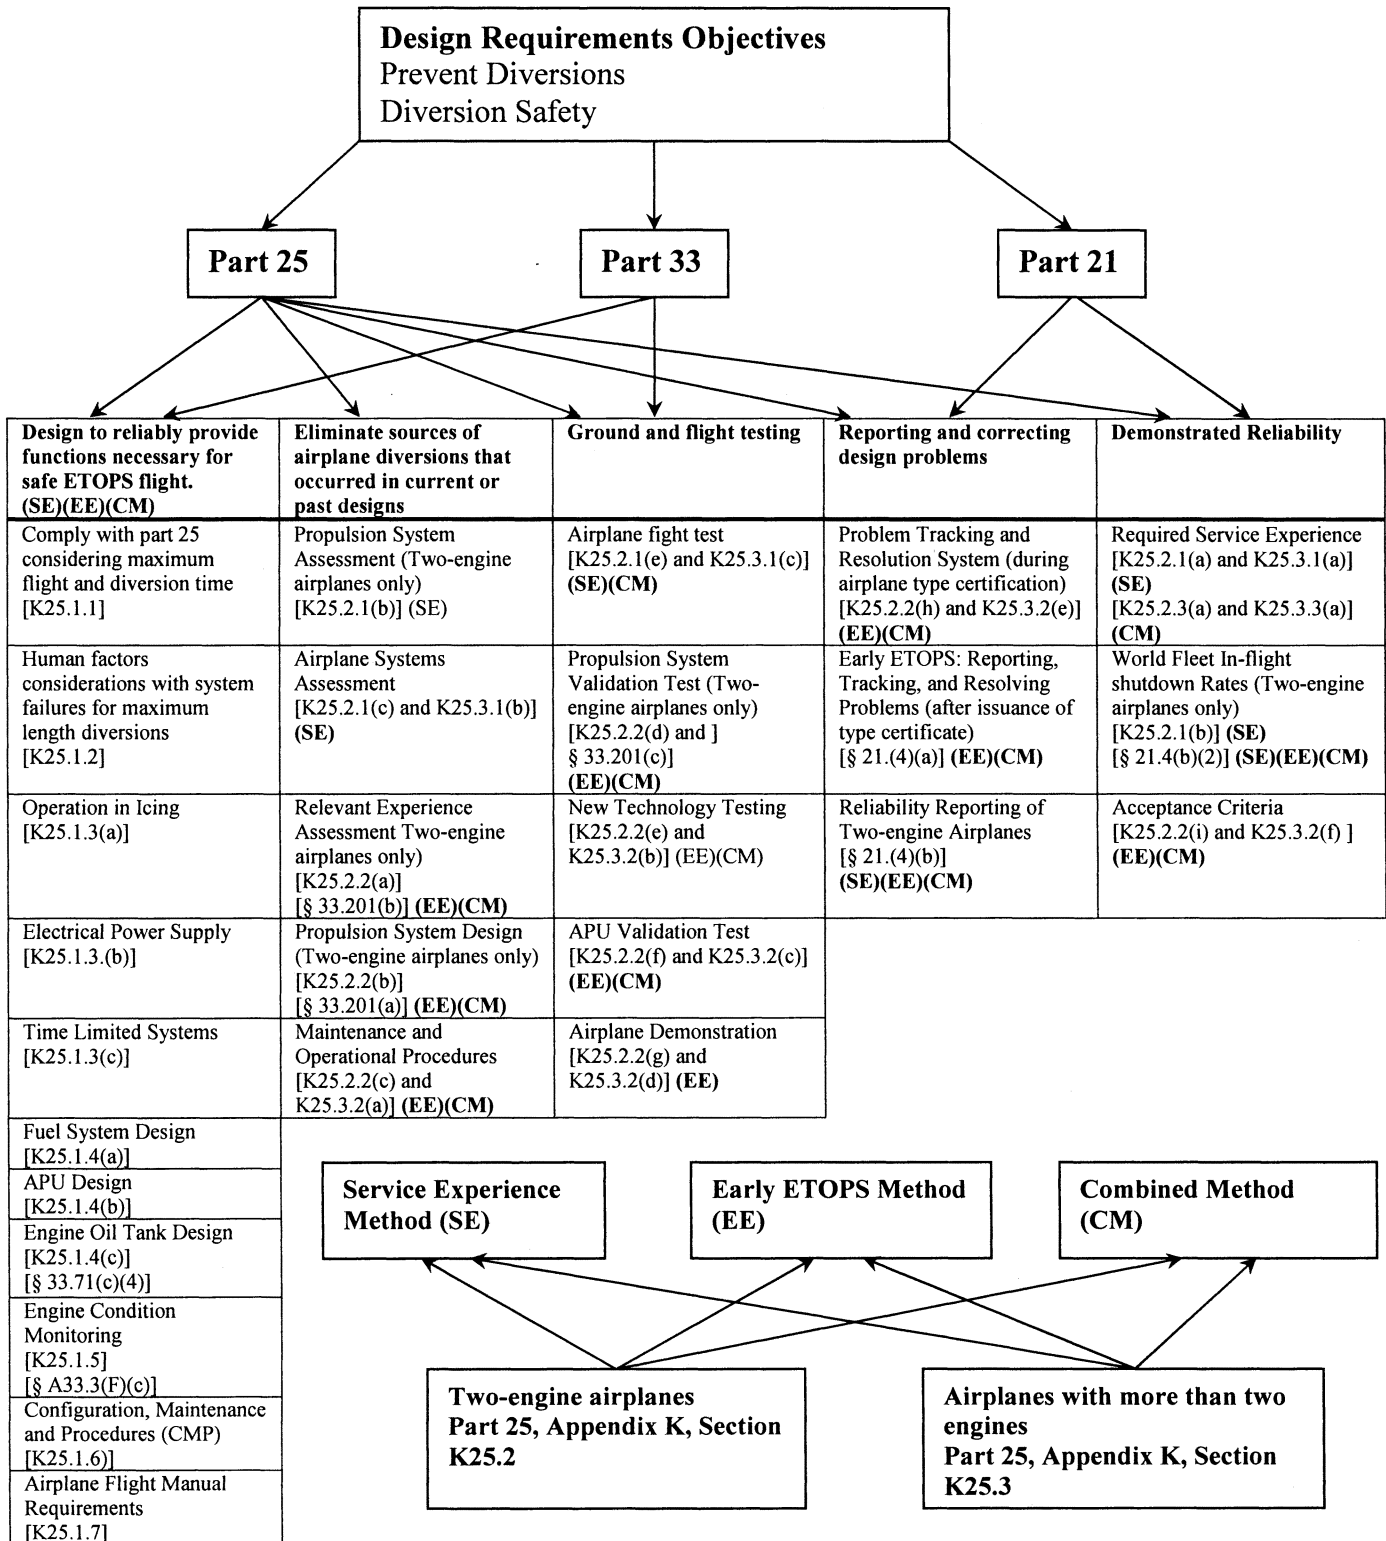 Design Requirements Objectives
Prevent Diversions
Diversion Safety
Part 25
Part 33
Part 21
Design to reliably provide
functions necessary for
safe ETOPS flight.
(SE)(EE)(CM)
Eliminate sources of
airplane diversions that
occurred in current or
past designs
Ground and flight testing
Reporting and correcting
design problems
Demonstrated Reliability
Comply with part 25
considering maximum
flight and diversion time
[K25.1.1]
Propulsion System
Assessment (Two-engine
airplanes only)
[K25.2.1(b)] (SE)
Airplane fight test
[K25.2.1(e) and K25.3.1(c)]
(SE)(CM)
Problem Tracking and
Resolution System (during
airplane type certification)
[K25.2.2(h) and K25.3.2(e)]
(EE)(CM)
Required Service Experience
[K25.2.1(a) and K25.3.1(a)]
(SE)
[K25.2.3(a) and K25.3.3(a)]
(CM)
Human factors
considerations with system
failures for maximum
length diversions
[K25.1.2]
Airplane Systems
Assessment
[K25.2.1(c) and K25.3.1(b)]
(SE)
Propulsion System
Validation Test (Two-
engine airplanes only)
[K25.2.2(d) and ]
§ 33.201(c)]
(EE)(CM)
Early ETOPS: Reporting,
Tracking, and Resolving
Problems (after issuance of
type certificate)
[§ 21.(4)(a)] (EE)(CM)
World Fleet In-flight
shutdown Rates (Two-engine
airplanes only)
[K25.2.1(b)] (SE)
[§ 21.4(b)(2)] (SE)(EE)(CM)
Operation in Icing
[K25.1.3(a)]
Relevant Experience
Assessment Two-engine
airplanes only)
[K25.2.2(a)]
[§ 33.201(b)] (EE)(CM)
New Technology Testing
[K25.2.2(e) and
K25.3.2(b)] (EE)(CM)
Reliability Reporting of
Two-engine Airplanes
[§ 21.(4)(b)]
(SE)(EE)(CM)
Acceptance Criteria
[K25.2.2(i) and K25.3.2(f) ]
(EE)(CM)
Electrical Power Supply
[K25.1.3.(b)]
Propulsion System Design
(Two-engine airplanes only)
[K25.2.2(b)]
[§ 33.201(a)] (EE)(CM)
APU Validation Test
[K25.2.2(f) and K25.3.2(c)]
(EE)(CM)
Time Limited Systems
[K25.1.3(c)]
Maintenance and
Operational Procedures
[K25.2.2(c) and
K25.3.2(a)] (EE)(CM)
Airplane Demonstration
[K25.2.2(g) and
K25.3.2(d)] (EE)
Fuel System Design
[K25.1.4(a)]
APU Design
[K25.1.4(b)]
Engine Oil Tank Design
[K25.1.4(c)]
[§ 33.71(c)(4)]
Engine Condition
Monitoring
[K25.1.5]
[§ A33.3(F)(c)]
Configuration, Maintenance
and Procedures (CMP)
[K25.1.6)]
Airplane Flight Manual
Requirements
[K25.1.7]
Service Experience
Method (SE)
Early ETOPS Method
(EE)
Combined Method
(CM)
Two-engine airplanes
Part 25, Appendix K, Section
K25.2
Airplanes with more than two
engines
Part 25, Appendix K, Section
K25.3